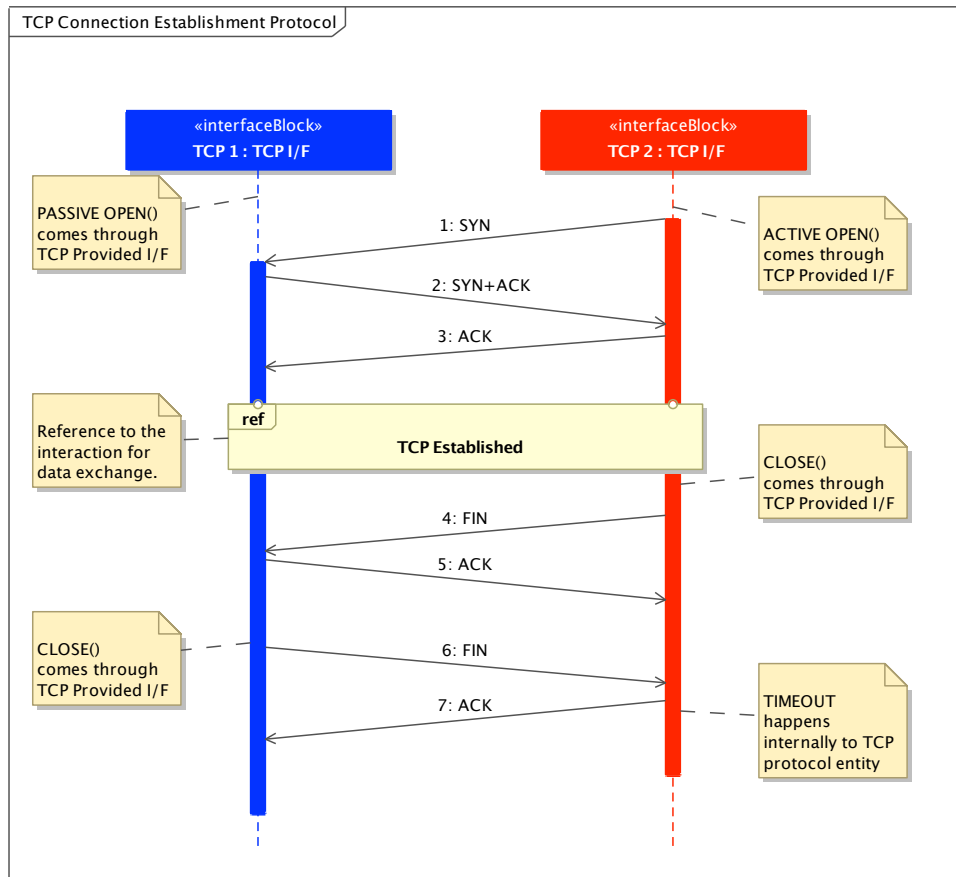 TCP Connection Establishment Protocol
«interfaceBlock»
TCP 1 : TCP I/F
«interfaceBlock»
TCP 2 : TCP I/F
PASSIVE OPEN()
comes through
TCP Provided I/F
ACTIVE OPEN()
comes through
TCP Provided I/F
1: SYN
2: SYN+ACK
3: ACK
ref
TCP Established
Reference to the
interaction for
data exchange.
CLOSE()
comes through
TCP Provided I/F
4: FIN
5: ACK
CLOSE()
comes through
TCP Provided I/F
6: FIN
7: ACK
TIMEOUT
happens
internally to TCP
protocol entity